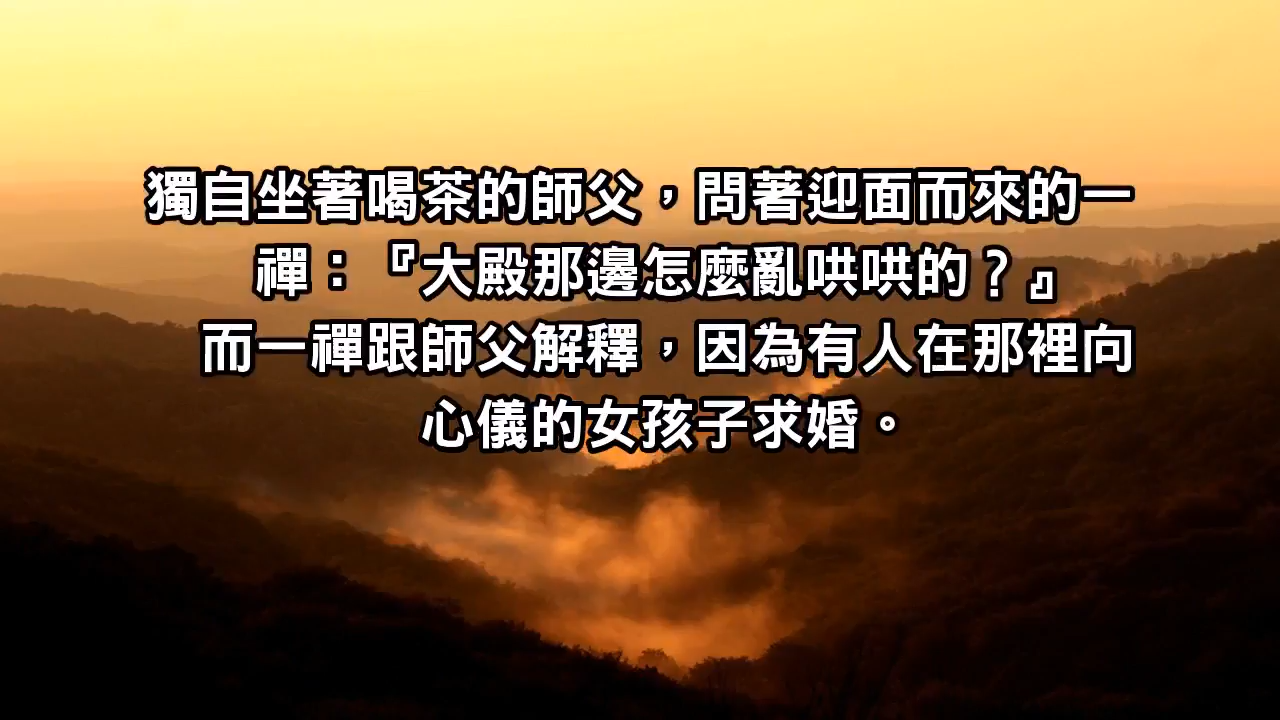 獨自坐著喝茶的師父，問著迎面而來的一
禪：『大殿那邊怎麼亂哄哄的？』
而一禪跟師父解釋，因為有人在那裡向
心儀的女孩子求婚。